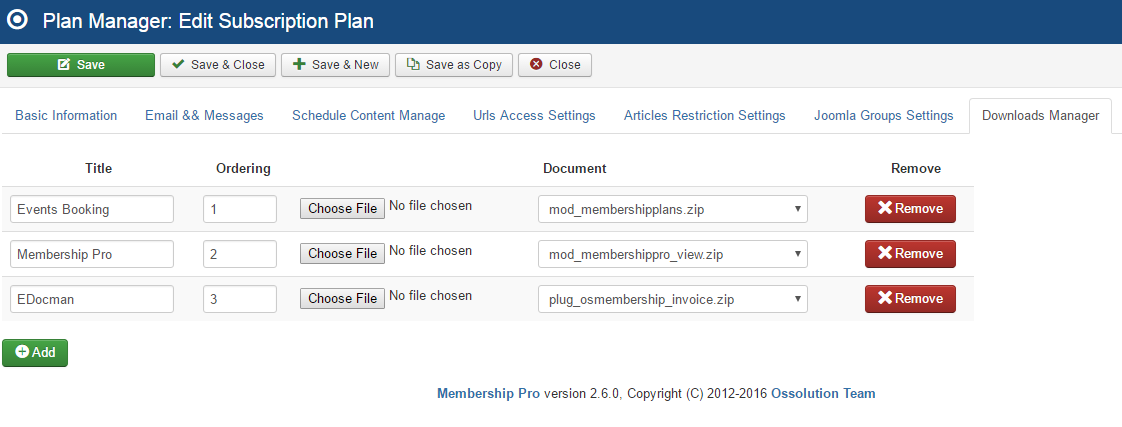 Plan Manager: Edit Subscription Plan
Save Save & Close Save & New Save as Copy Close
Basic Information Email && Messages Schedule Content Manage Urls Access Settings Articles Restriction Settings Joomla Groups Settings Downloads Manager
Title Ordering Document Remove
Events Booking 1 Choose File No file chosen mod_membershipplans.zip Remove
Membership Pro 2 Choose File No file chosen mod_membershippro_view.zip Remove
EDocman 3 Choose File No file chosen plug_osmembership_invoice.zip Remove
Add
Membership Pro version 2.6.0, Copyright (C) 2012-2016 Ossolution Team